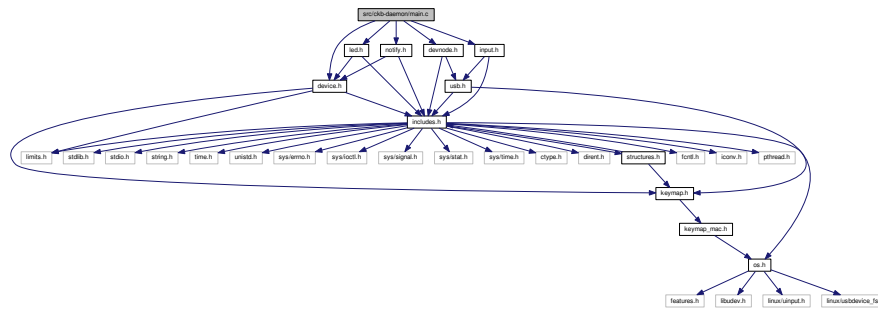 src/ckb-daemon/main.c
led.h
notify.h
devnode.h
input.h
device.h
usb.h
includes.h
limits.h
stdlib.h
stdio.h
string.h
time.h
unistd.h
sys/errno.h
sys/ioctl.h
sys/signal.h
sys/stat.h
sys/time.h
ctype.h
dirent.h
structures.h
fcntl.h
iconv.h
pthread.h
keymap.h
keymap_mac.h
os.h
features.h
libudev.h
linux/uinput.h
linux/usbdevice_fs